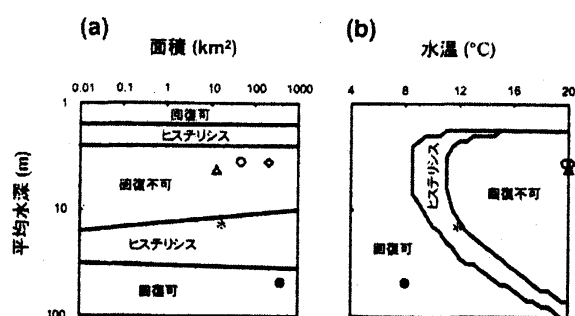 (a)
面積 (km²)
0.01 0.1 1 10 100 1000
平均水深 (m)
1
10
100
回復可
ヒステリシス
回復不可
ヒステリシス
回復可
(b)
水温 (°C)
4 8 12 16 20
ヒステリシス
回復不可
回復可